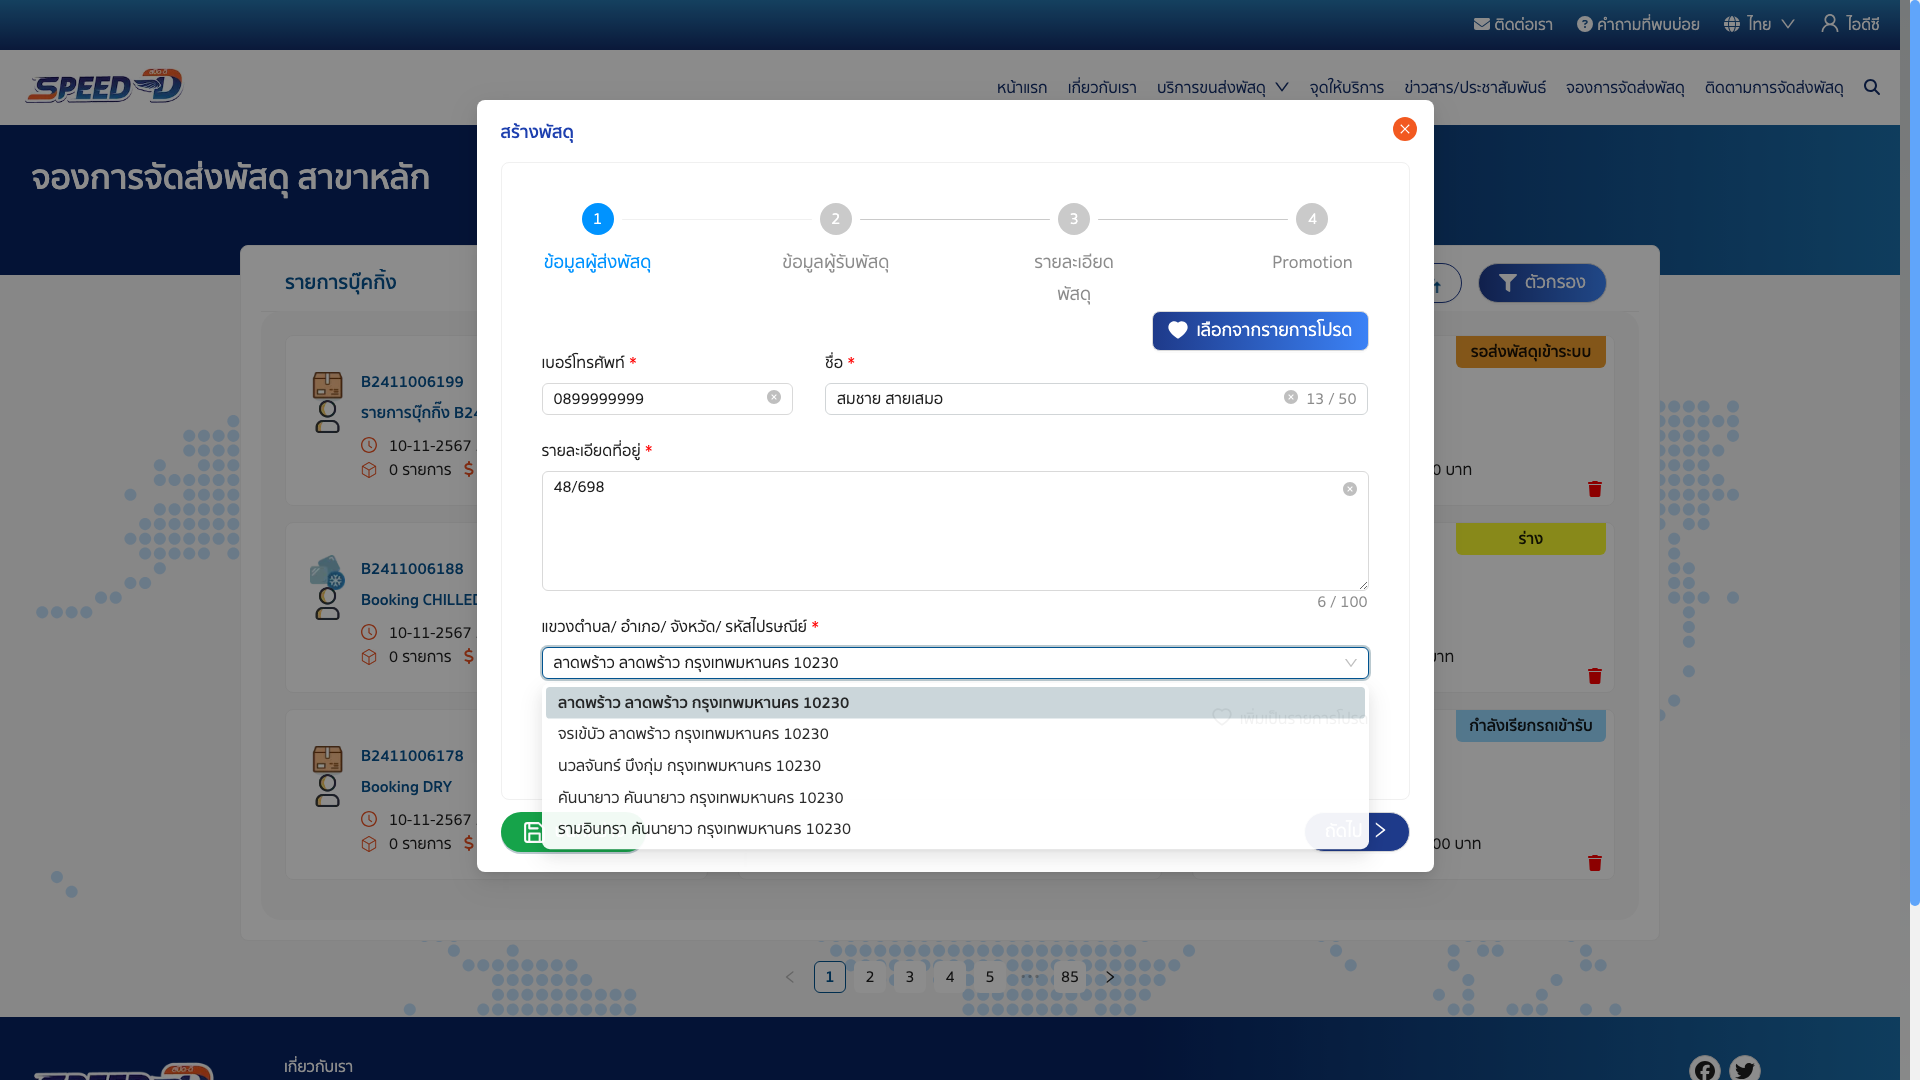 ติดต่อเรา
คำถามที่พบบ่อย
ไทย
ไอดีซี
SPEED-D
หน้าแรก
เกี่ยวกับเรา
บริการขนส่งพัสดุ
จุดให้บริการ
ข่าวสาร/ประชาสัมพันธ์
จองการจัดส่งพัสดุ
ติดตามการจัดส่งพัสดุ
จองการจัดส่งพัสดุ สาขาหลัก
รายการบุ๊คกิ้ง
ตัวกรอง
B2411006199
รายการบุ๊กกิ๊ง B24
10-11-2567
0 รายการ
0 บาท
รอส่งพัสดุเข้าระบบ
B2411006188
Booking CHILLED
10-11-2567
0 รายการ
บาท
ร่าง
B2411006178
Booking DRY
10-11-2567
0 รายการ
00 บาท
กำลังเรียกรถเข้ารับ
สร้างพัสดุ
1
2
3
4
ข้อมูลผู้ส่งพัสดุ
ข้อมูลผู้รับพัสดุ
รายละเอียด
พัสดุ
Promotion
เลือกจากรายการโปรด
เบอร์โทรศัพท์ *
ชื่อ *
0899999999
สมชาย สายเสมอ
13 / 50
รายละเอียดที่อยู่ *
48/698
6 / 100
แขวงตำบล/ อำเภอ/ จังหวัด/ รหัสไปรษณีย์ *
ลาดพร้าว ลาดพร้าว กรุงเทพมหานคร 10230
ลาดพร้าว ลาดพร้าว กรุงเทพมหานคร 10230
เพิ่มเป็นรายการโปรด
จรเข้บัว ลาดพร้าว กรุงเทพมหานคร 10230
นวลจันทร์ บึงกุ่ม กรุงเทพมหานคร 10230
คันนายาว คันนายาว กรุงเทพมหานคร 10230
รามอินทรา คันนายาว กรุงเทพมหานคร 10230
ถัดไป
1 2 3 4 5 ••• 85
เกี่ยวกับเรา